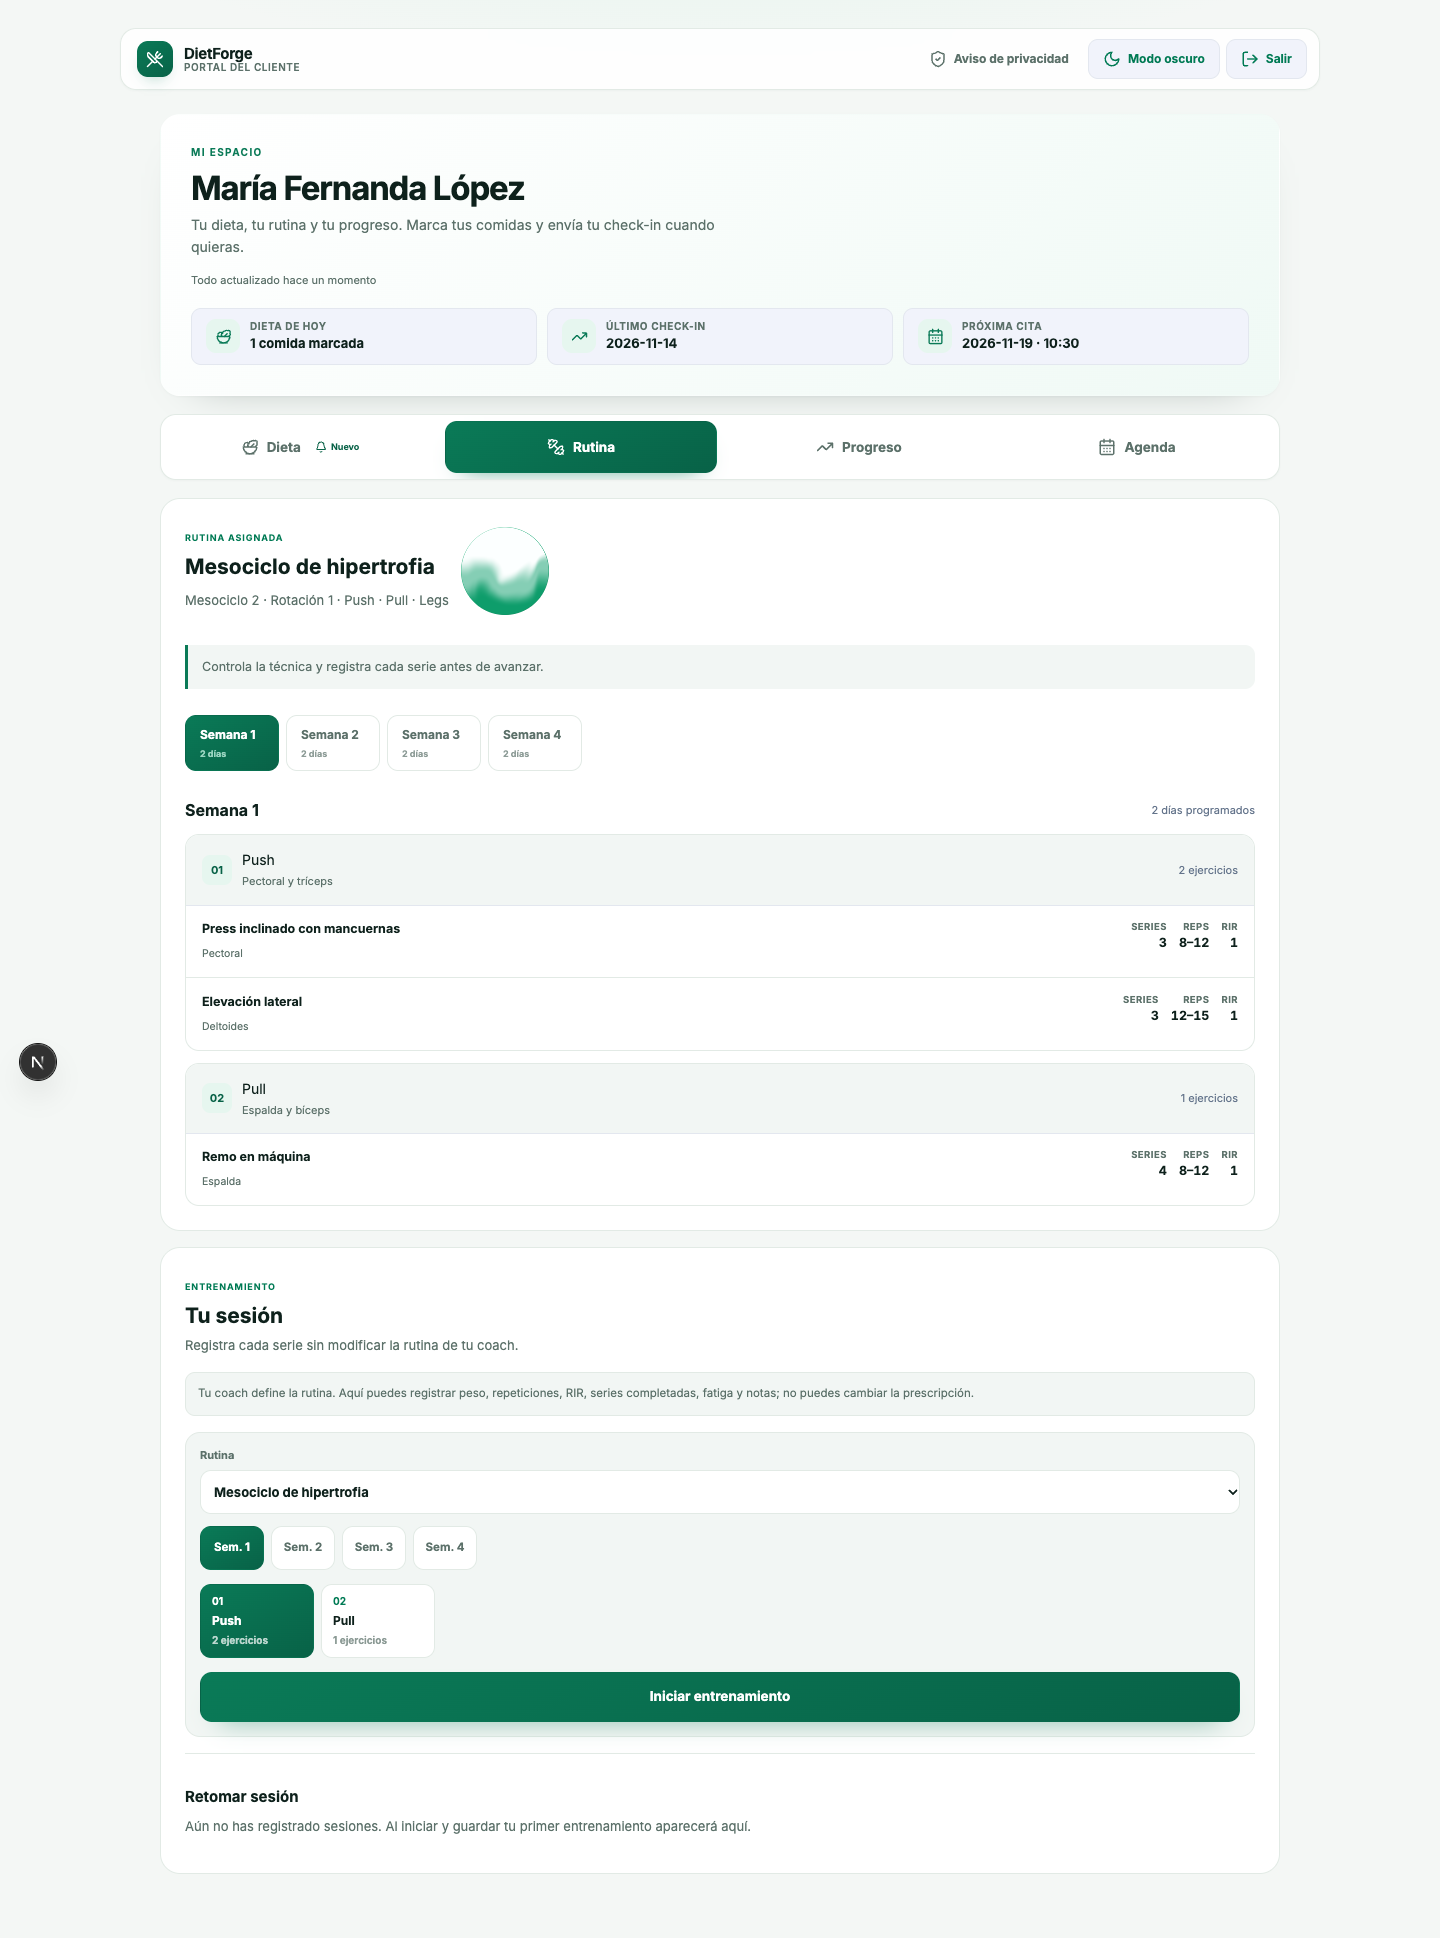 DietForge
PORTAL DEL CLIENTE
Aviso de privacidad
Modo oscuro
Salir
MI ESPACIO
María Fernanda López
Tu dieta, tu rutina y tu progreso. Marca tus comidas y envía tu check-in cuando
quieras.
Todo actualizado hace un momento
DIETA DE HOY
1 comida marcada
ÚLTIMO CHECK-IN
2026-11-14
PRÓXIMA CITA
2026-11-19 · 10:30
Dieta
Nuevo
Rutina
Progreso
Agenda
RUTINA ASIGNADA
Mesociclo de hipertrofia
Mesociclo 2 · Rotación 1 · Push · Pull · Legs
Controla la técnica y registra cada serie antes de avanzar.
Semana 1
2 días
Semana 2
2 días
Semana 3
2 días
Semana 4
2 días
Semana 1
2 días programados
01
Push
Pectoral y tríceps
2 ejercicios
Press inclinado con mancuernas
Pectoral
SERIES REPS RIR
3 8–12 1
Elevación lateral
Deltoides
SERIES REPS RIR
3 12–15 1
02
Pull
Espalda y bíceps
1 ejercicios
Remo en máquina
Espalda
SERIES REPS RIR
4 8–12 1
N
ENTRENAMIENTO
Tu sesión
Registra cada serie sin modificar la rutina de tu coach.
Tu coach define la rutina. Aquí puedes registrar peso, repeticiones, RIR, series completadas, fatiga y notas; no puedes cambiar la prescripción.
Rutina
Mesociclo de hipertrofia
Sem. 1
Sem. 2
Sem. 3
Sem. 4
01
Push
2 ejercicios
02
Pull
1 ejercicios
Iniciar entrenamiento
Retomar sesión
Aún no has registrado sesiones. Al iniciar y guardar tu primer entrenamiento aparecerá aquí.